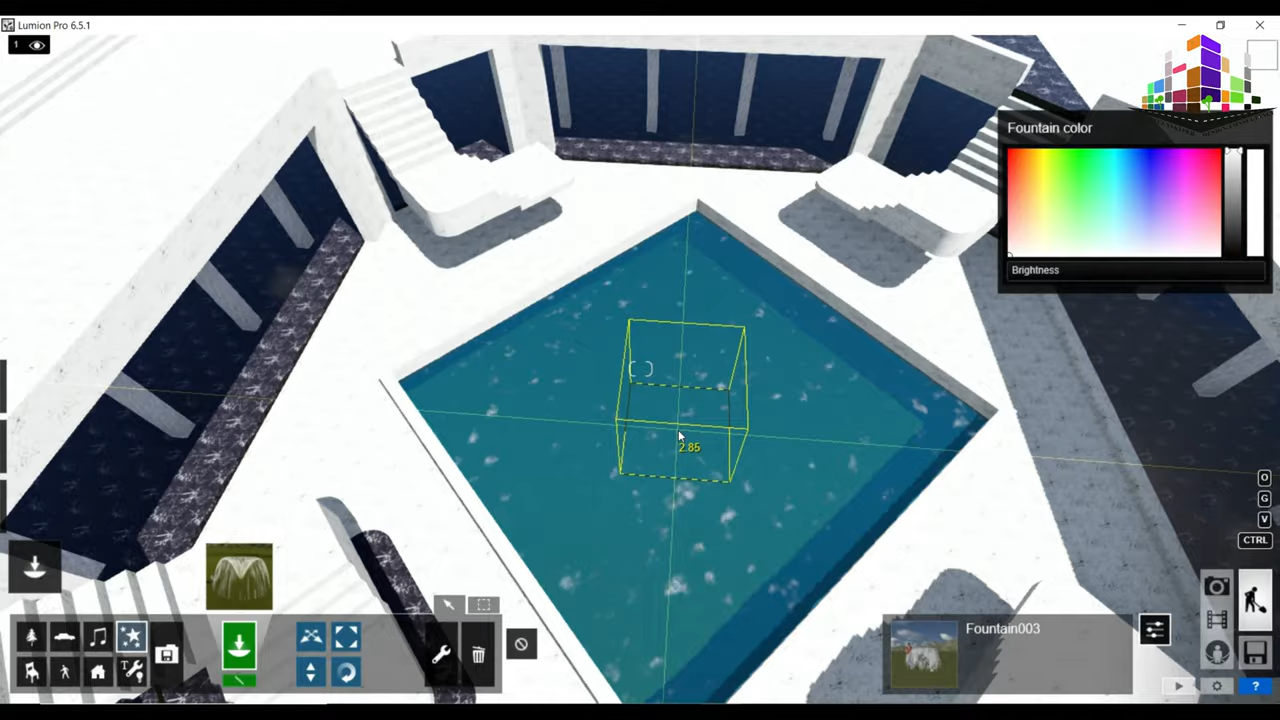 Lumion Pro 6.5.1
1
Fountain color
Brightness
2.85
O
G
V
CTRL
Fountain003
T
?